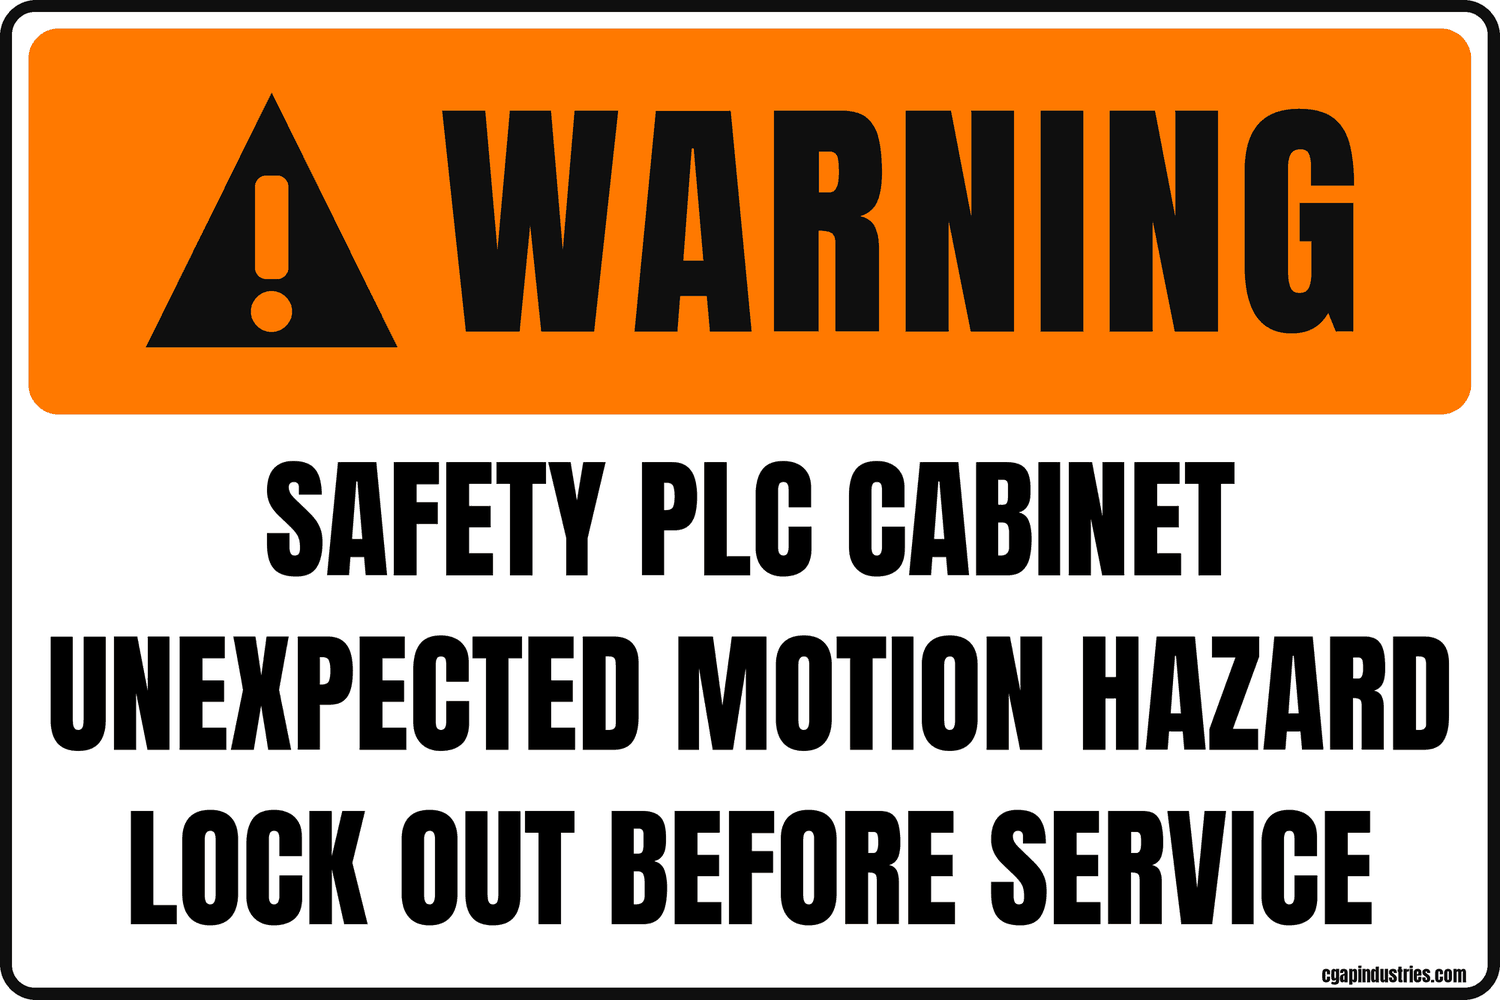 WARNING
SAFETY PLC CABINET
UNEXPECTED MOTION HAZARD
LOCK OUT BEFORE SERVICE
cgapindustries.com